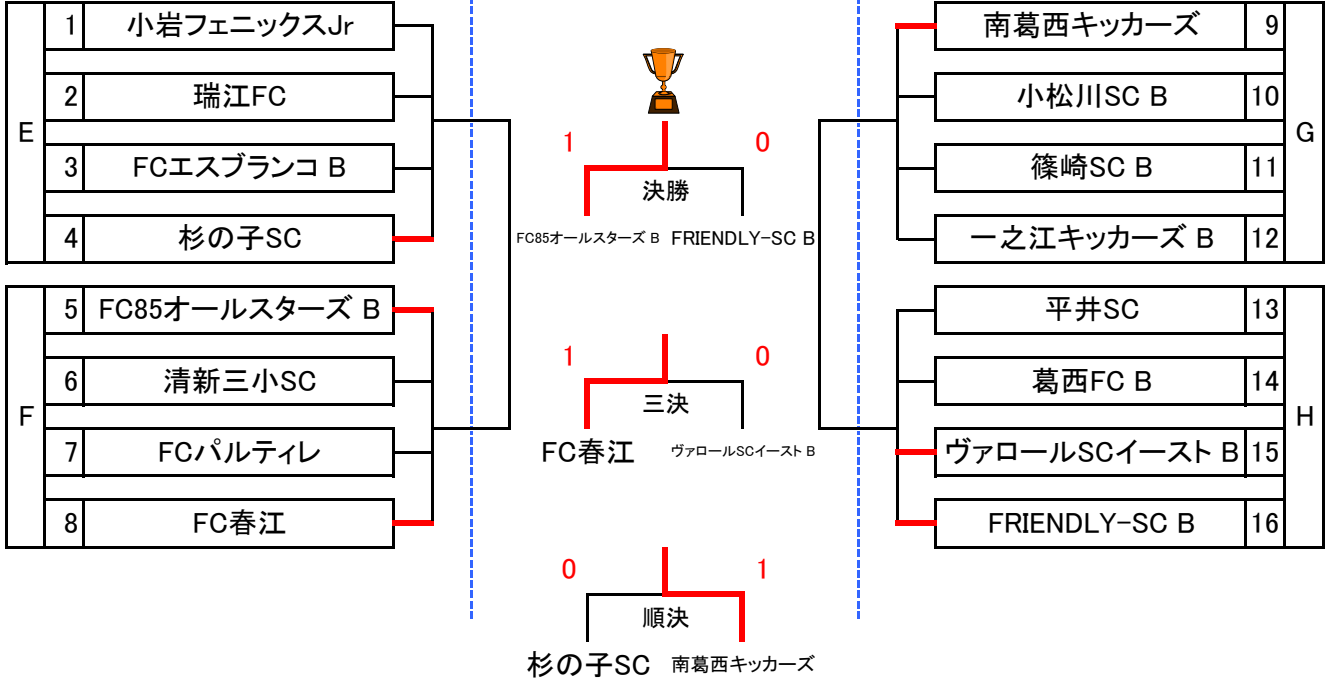 E
1 小岩フェニックスJr
2 瑞江FC
3 FCエスブランコ B
4 杉の子SC
F
5 FC85オールスターズ B
6 清新三小SC
7 FCパルティレ
8 FC春江
1 0
決勝
FC85オールスターズ B FRIENDLY-SC B
1 0
三決
FC春江 ヴァロールSCイースト B
0 1
順決
杉の子SC 南葛西キッカーズ
南葛西キッカーズ 9
小松川SC B 10
篠崎SC B 11
一之江キッカーズ B 12
G
平井SC 13
葛西FC B 14
ヴァロールSCイースト B 15
FRIENDLY-SC B 16
H